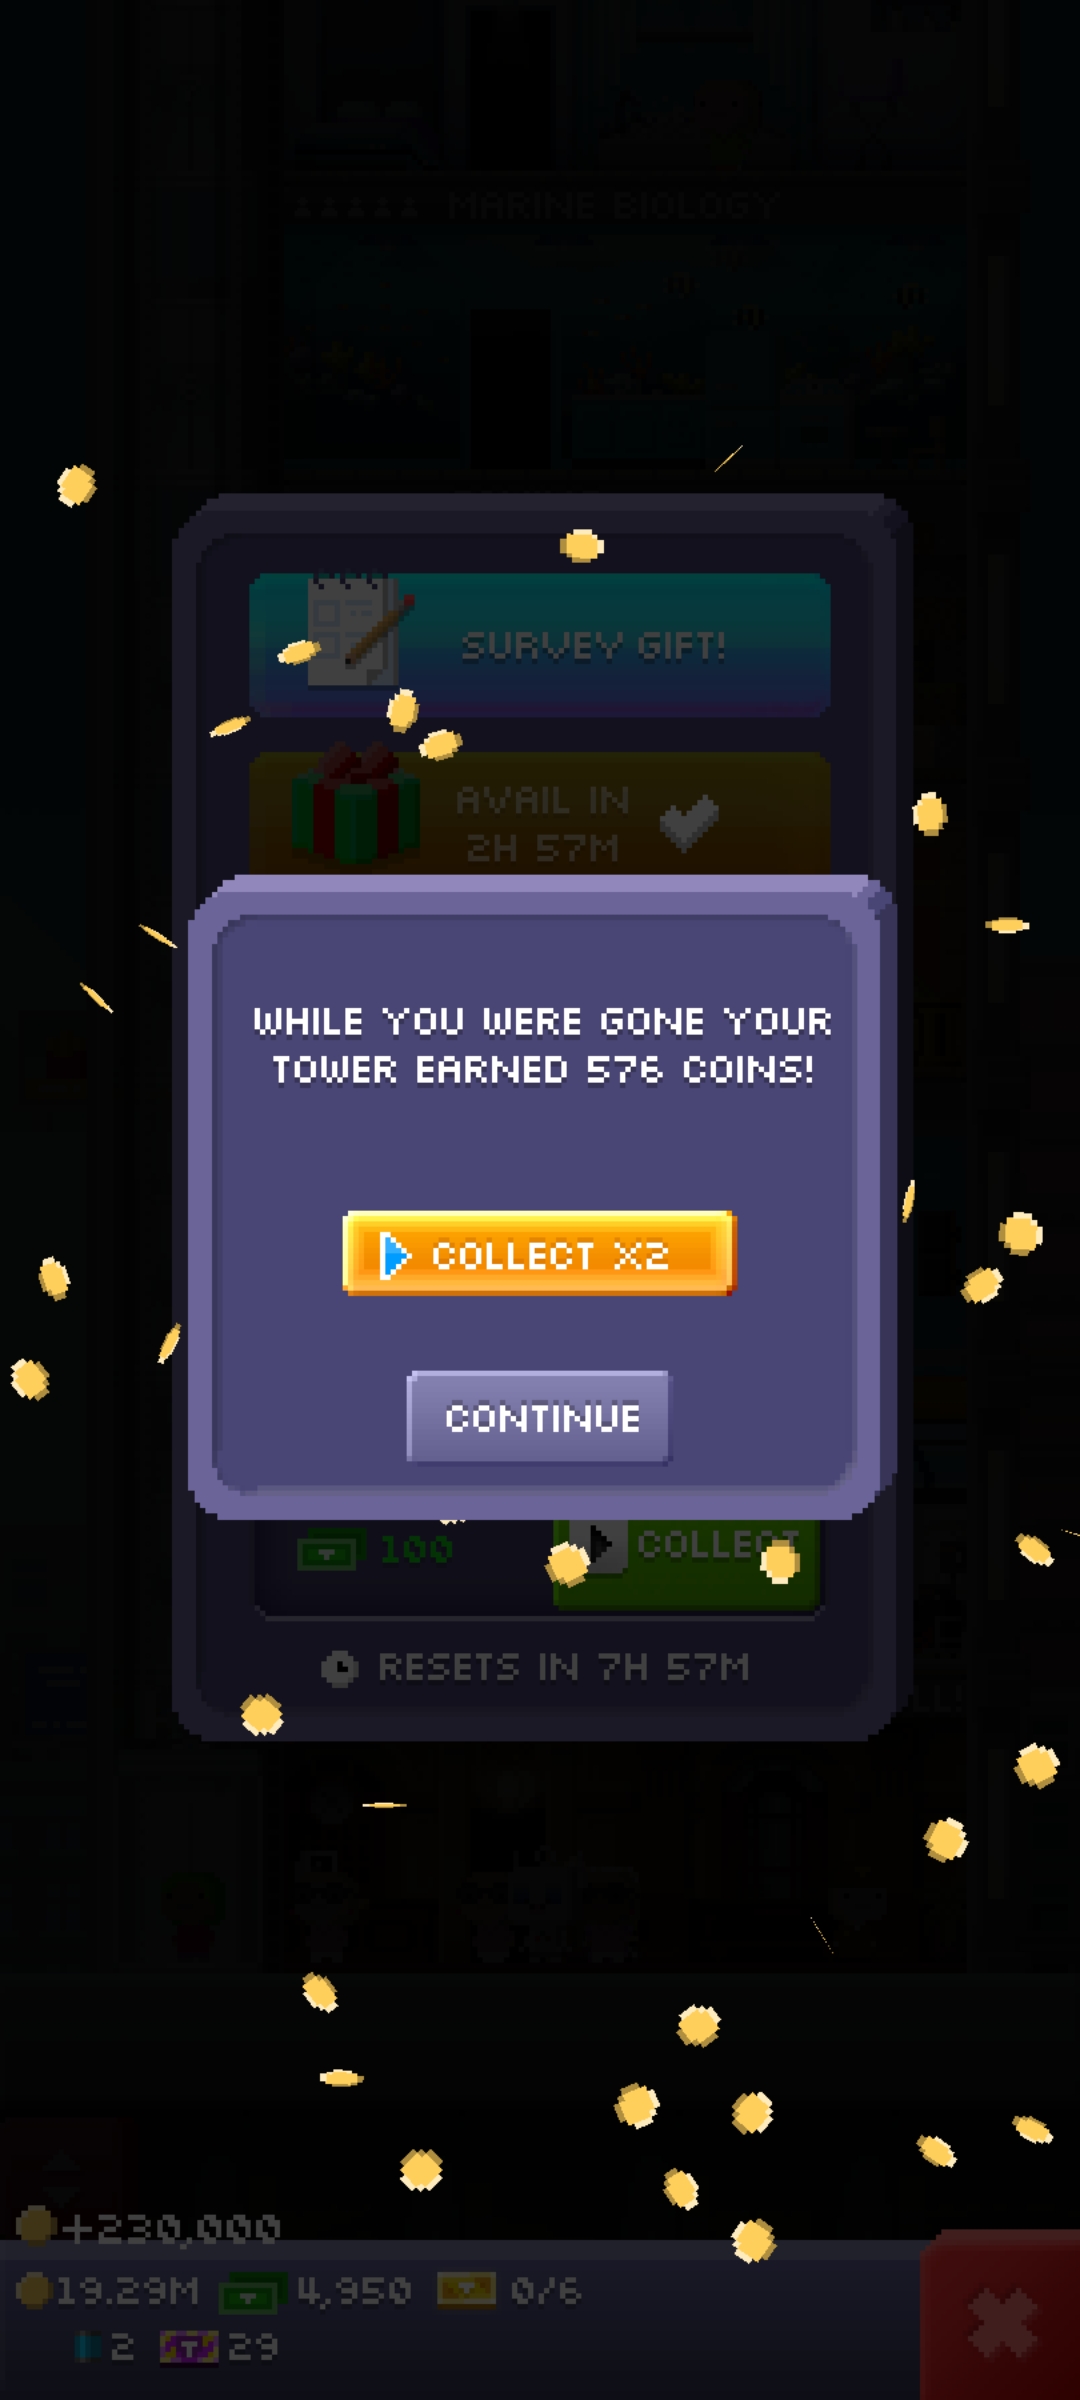 MARINE BIOLOGY
SURVEY GIFT!
AVAIL IN
2H 57M
WHILE YOU WERE GONE YOUR
TOWER EARNED 576 COINS!
COLLECT X2
CONTINUE
100
COLLECT
RESETS IN 7H 57M
+230,000
19.29M 4,950 0/6
2 29